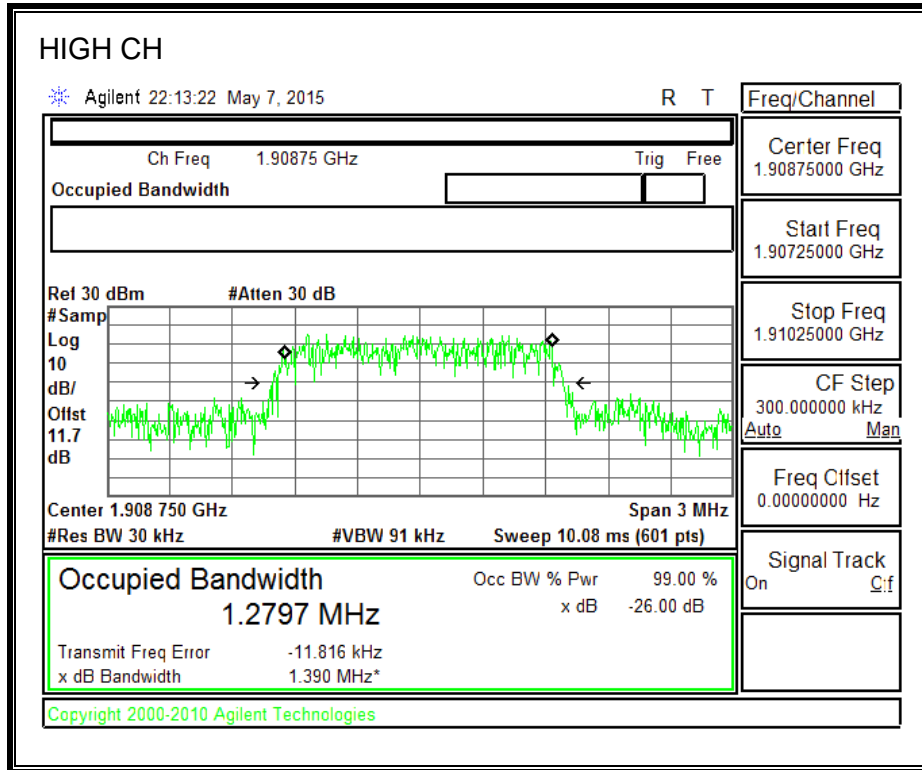 HIGH CH
Agilent 22:13:22 May 7, 2015 R T
Freq/Channel
Ch Freq 1.90875 GHz Trig Free
Occupied Bandwidth
Center Freq
1.90875000 GHz
Start Freq
1.90725000 GHz
Stop Freq
1.91025000 GHz
CF Step
300.000000 kHz
Auto Man
Freq Offset
0.00000000 Hz
Signal Track
On Off
Ref 30 dBm #Atten 30 dB
#Samp
Log
10
dB/
Offst
11.7
dB
Center 1.908 750 GHz Span 3 MHz
#Res BW 30 kHz #VBW 91 kHz Sweep 10.08 ms (601 pts)
Occupied Bandwidth
1.2797 MHz
Occ BW % Pwr 99.00 %
x dB -26.00 dB
Transmit Freq Error -11.816 kHz
x dB Bandwidth 1.390 MHz*
Copyright 2000-2010 Agilent Technologies